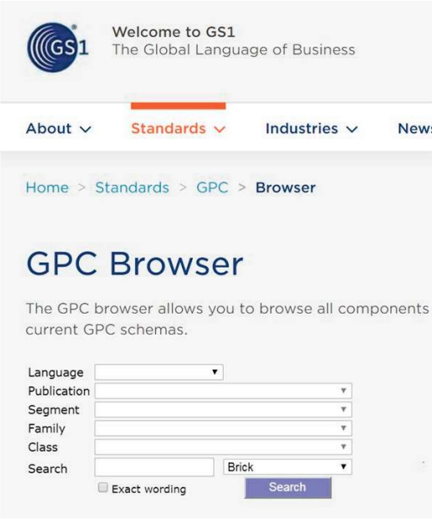 GS1
Welcome to GS1
The Global Language of Business
About
Standards
Industries
News
Home > Standards > GPC > Browser
GPC Browser
The GPC browser allows you to browse all components
current GPC schemas.
Language
Publication
Segment
Family
Class
Search Brick
Exact wording Search